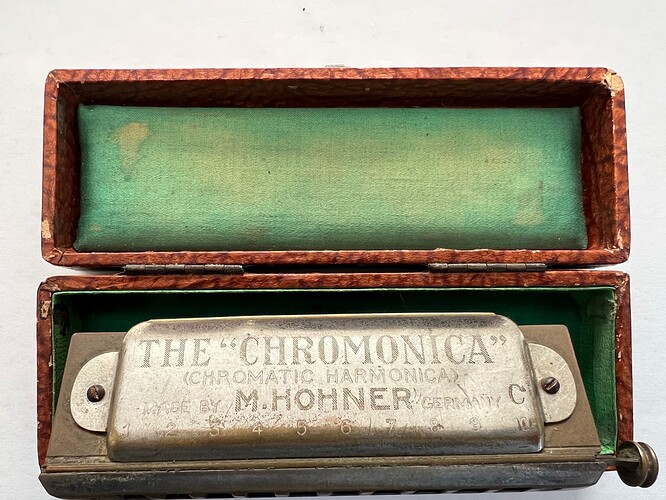 THE "CHROMONICA"
(CHROMATIC HARMONICA)
MADE BY M. HOHNER GERMANY C
1 2 3 4 5 6 7 8 9 10